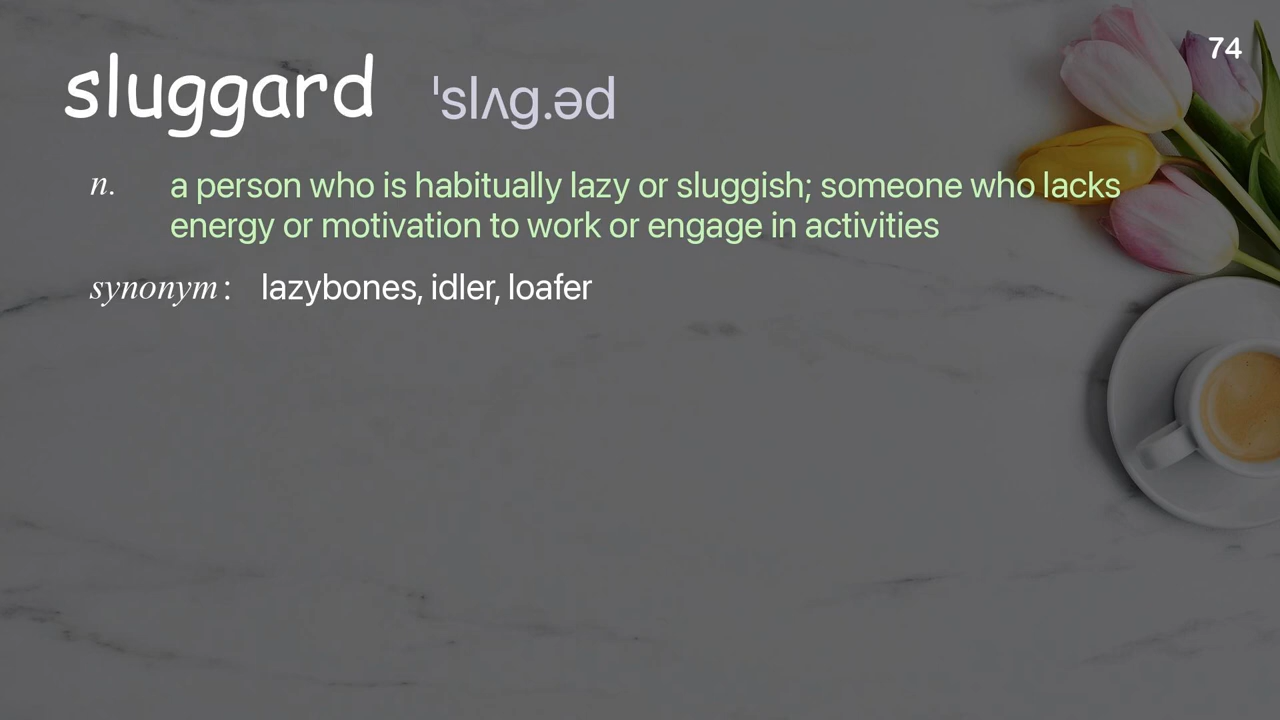 74
sluggard ˈslʌg.əd
n. a person who is habitually lazy or sluggish; someone who lacks
energy or motivation to work or engage in activities
synonym: lazybones, idler, loafer